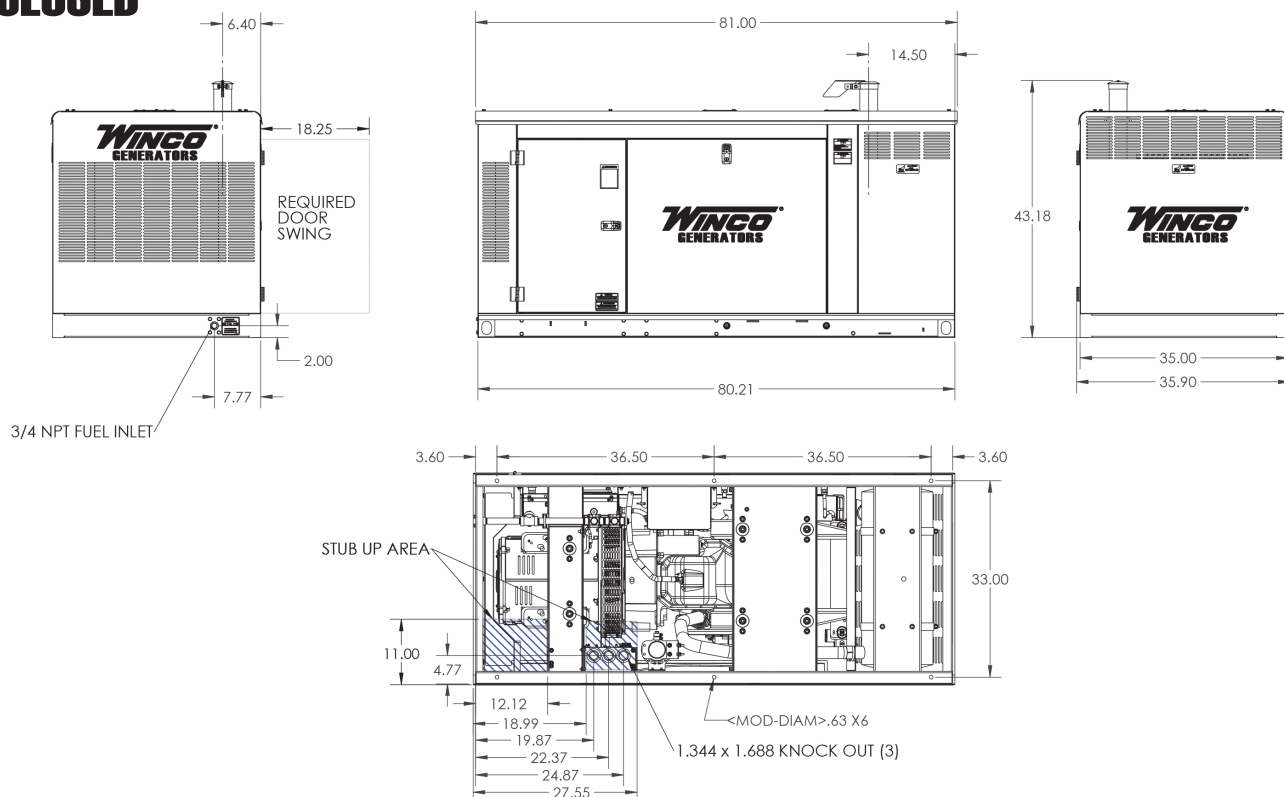 6.40
81.00
14.50
WINCO®
GENERATORS
18.25
REQUIRED
DOOR
SWING
WINCO®
GENERATORS
43.18
WINCO®
GENERATORS
2.00
7.77
3/4 NPT FUEL INLET
80.21
35.00
35.90
3.60
36.50
36.50
3.60
STUB UP AREA
33.00
11.00
4.77
12.12
<MOD-DIAM>.63 X6
18.99
19.87
1.344 x 1.688 KNOCK OUT (3)
22.37
24.87
27.55